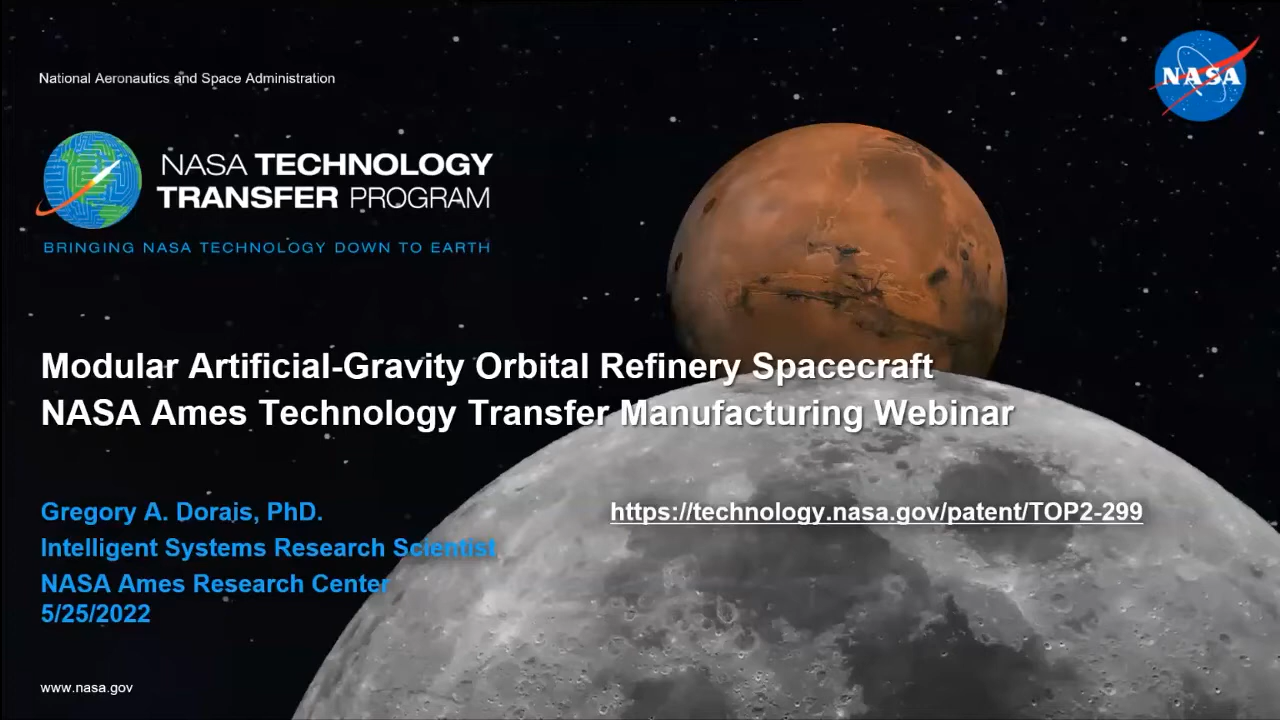 National Aeronautics and Space Administration
NASA
NASA TECHNOLOGY
TRANSFER PROGRAM
BRINGING NASA TECHNOLOGY DOWN TO EARTH
Modular Artificial-Gravity Orbital Refinery Spacecraft
NASA Ames Technology Transfer Manufacturing Webinar
Gregory A. Dorais, PhD.
https://technology.nasa.gov/patent/TOP2-299
Intelligent Systems Research Scientist
NASA Ames Research Center
5/25/2022
www.nasa.gov